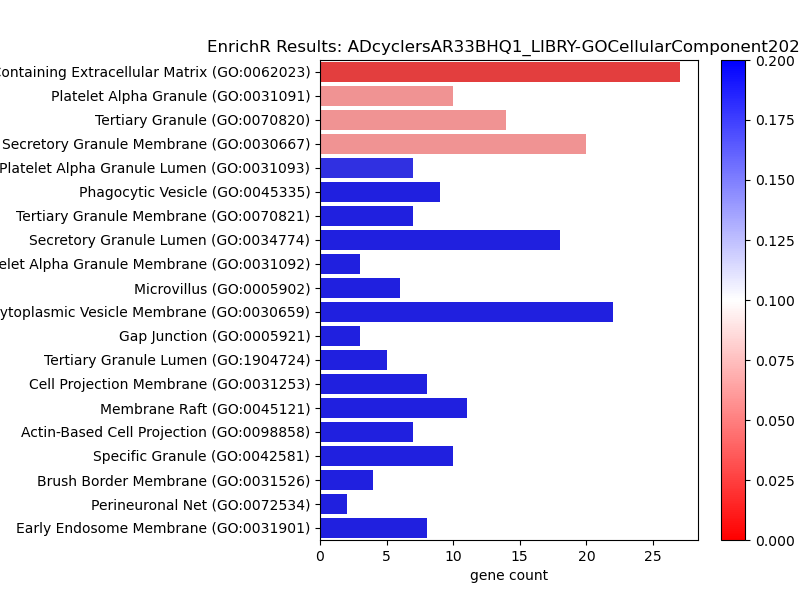 EnrichR Results: ADcyclersAR33BHQ1_LIBRY-GOCellularComponent202
Containing Extracellular Matrix (GO:0062023)
Platelet Alpha Granule (GO:0031091)
Tertiary Granule (GO:0070820)
Secretory Granule Membrane (GO:0030667)
Platelet Alpha Granule Lumen (GO:0031093)
Phagocytic Vesicle (GO:0045335)
Tertiary Granule Membrane (GO:0070821)
Secretory Granule Lumen (GO:0034774)
elet Alpha Granule Membrane (GO:0031092)
Microvillus (GO:0005902)
ytoplasmic Vesicle Membrane (GO:0030659)
Gap Junction (GO:0005921)
Tertiary Granule Lumen (GO:1904724)
Cell Projection Membrane (GO:0031253)
Membrane Raft (GO:0045121)
Actin-Based Cell Projection (GO:0098858)
Specific Granule (GO:0042581)
Brush Border Membrane (GO:0031526)
Perineuronal Net (GO:0072534)
Early Endosome Membrane (GO:0031901)
0 5 10 15 20 25
gene count
0.200
0.175
0.150
0.125
0.100
0.075
0.050
0.025
0.000